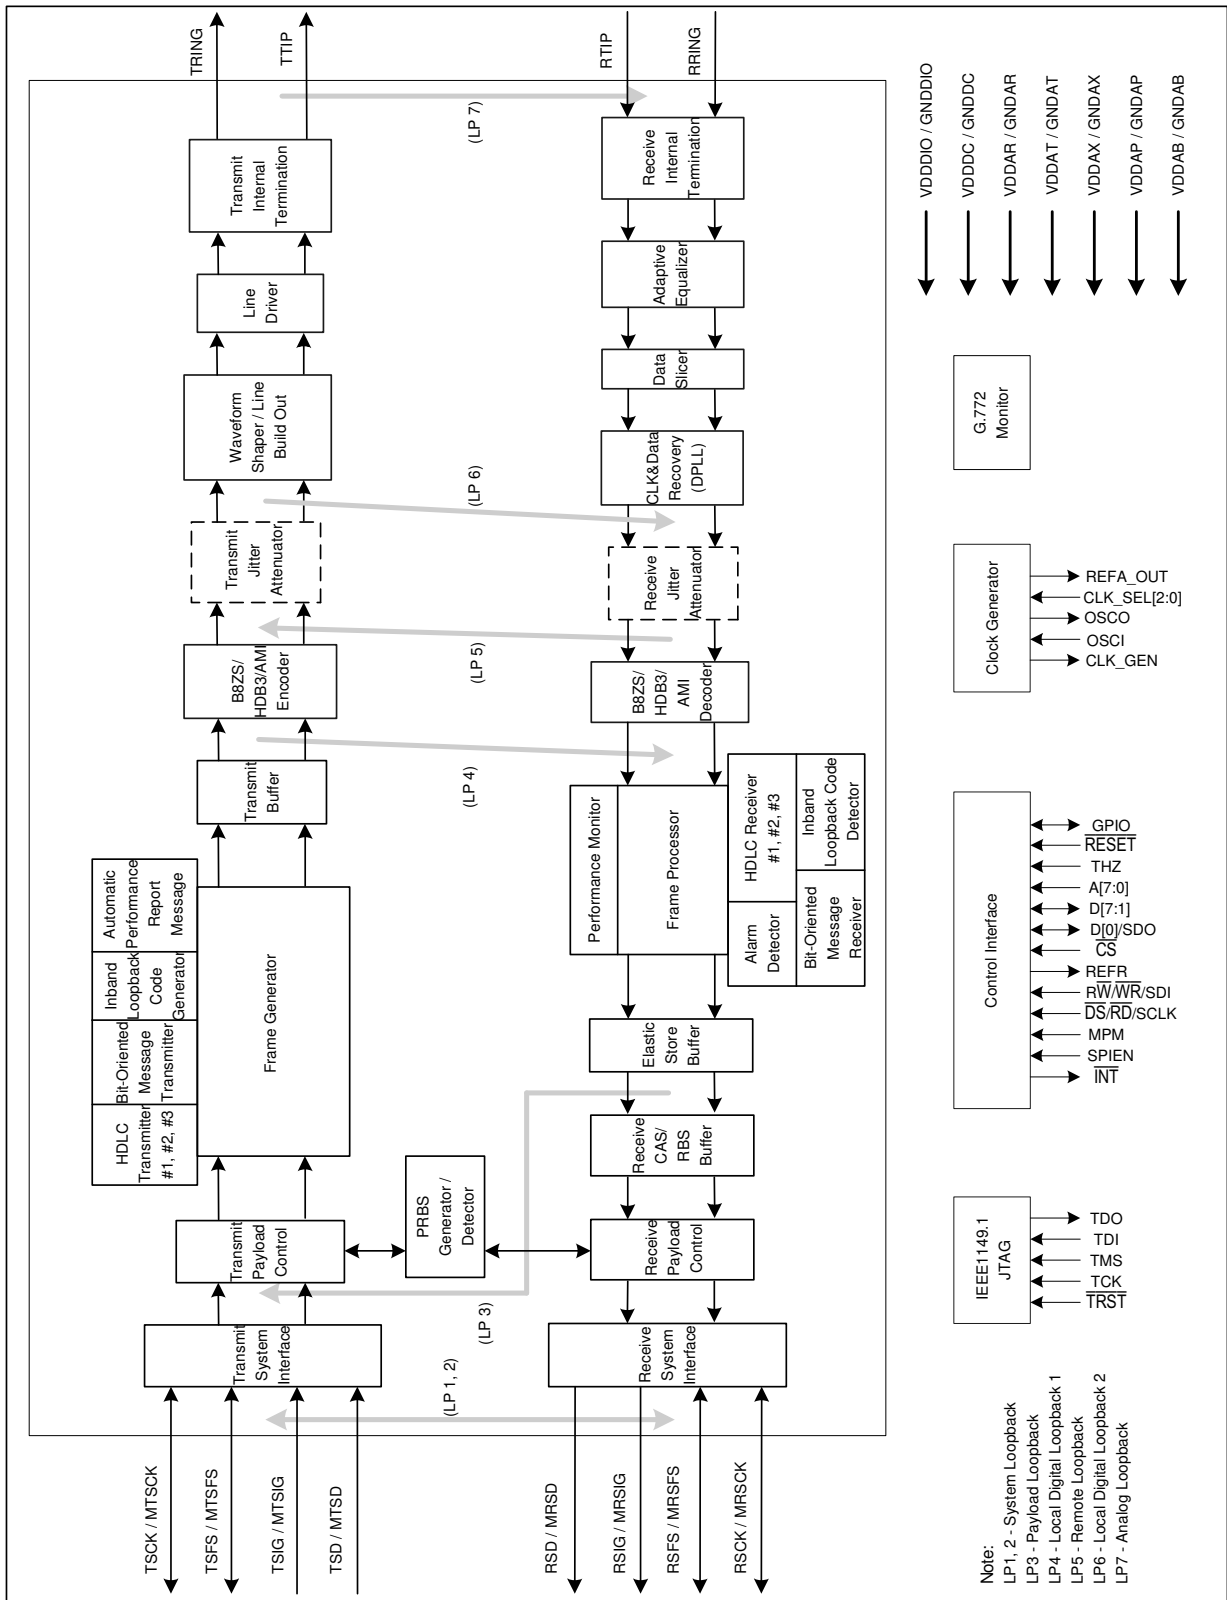 TRING
TTIP
RTIP
RRING
VDDDIO / GNDDIO
VDDDC / GNDDC
VDDAR / GNDAR
VDDAT / GNDAT
VDDAX / GNDAX
VDDAP / GNDAP
VDDAB / GNDAB
(LP 7)
Transmit
Internal
Termination
Receive
Internal
Termination
Line
Driver
Adaptive
Equalizer
Waveform
Shaper / Line
Build Out
Data
Slicer
G.772
Monitor
(LP 6)
CLK&Data
Recovery
(DPLL)
Transmit
Jitter
Attenuator
Receive
Jitter
Attenuator
Clock Generator
REFA_OUT
CLK_SEL[2:0]
OSCO
OSCI
CLK_GEN
(LP 5)
B8ZS/
HDB3/AMI
Encoder
B8ZS/
HDB3/
AMI
Decoder
(LP 4)
Transmit
Buffer
Automatic
Performance
Report
Message
Inband
Loopback
Code
Generator
Bit-Oriented
Message
Transmitter
HDLC
Transmitter
#1, #2, #3
Frame Generator
Performance Monitor
Frame Processor
HDLC Receiver
#1, #2, #3
Inband
Loopback Code
Detector
Alarm
Detector
Bit-Oriented
Message
Receiver
Control Interface
GPIO
RESET
THZ
A[7:0]
D[7:1]
D[0]/SDO
CS
REFR
RW/WR/SDI
DS/RD/SCLK
MPM
SPIEN
INT
Elastic
Store
Buffer
Receive
CAS/
RBS
Buffer
PRBS
Generator /
Detector
Transmit
Payload
Control
Receive
Payload
Control
IEEE1149.1
JTAG
TDO
TDI
TMS
TCK
TRST
(LP 3)
Transmit
System
Interface
Receive
System
Interface
(LP 1, 2)
TSCK / MTSCK
TSFS / MTSFS
TSIG / MTSIG
TSD / MTSD
RSD / MRSD
RSIG / MRSIG
RSFS / MRSFS
RSCK / MRSCK
Note:
LP1, 2 - System Loopback
LP3 - Payload Loopback
LP4 - Local Digital Loopback 1
LP5 - Remote Loopback
LP6 - Local Digital Loopback 2
LP7 - Analog Loopback